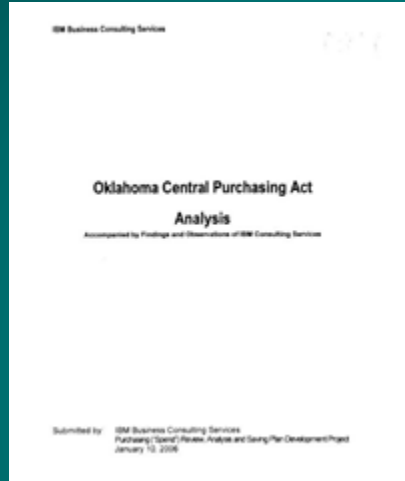 IBM Business Consulting Services
Oklahoma Central Purchasing Act
Analysis
Accompanied by Findings and Observations of IBM Consulting Services
Submitted by: IBM Business Consulting Services
Purchasing ("Spend") Review, Analysis and Saving Plan Development Project
January 10, 2006